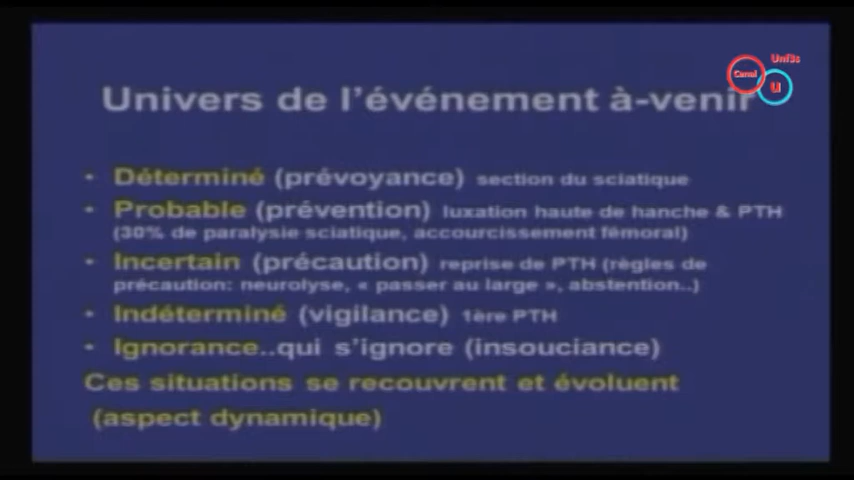 Uni3s
Canal
u
Univers de l'événement à-venir
• Déterminé (prévoyance) section du sciatique
• Probable (prévention) luxation haute de hanche & PTH
(30% de paralysie sciatique, accourcissement fémoral)
• Incertain (précaution) reprise de PTH (règles de
précaution: neurolyse, « passer au large », abstention..)
• Indéterminé (vigilance) 1ère PTH
• Ignorance..qui s'ignore (insouciance)
Ces situations se recouvrent et évoluent
(aspect dynamique)